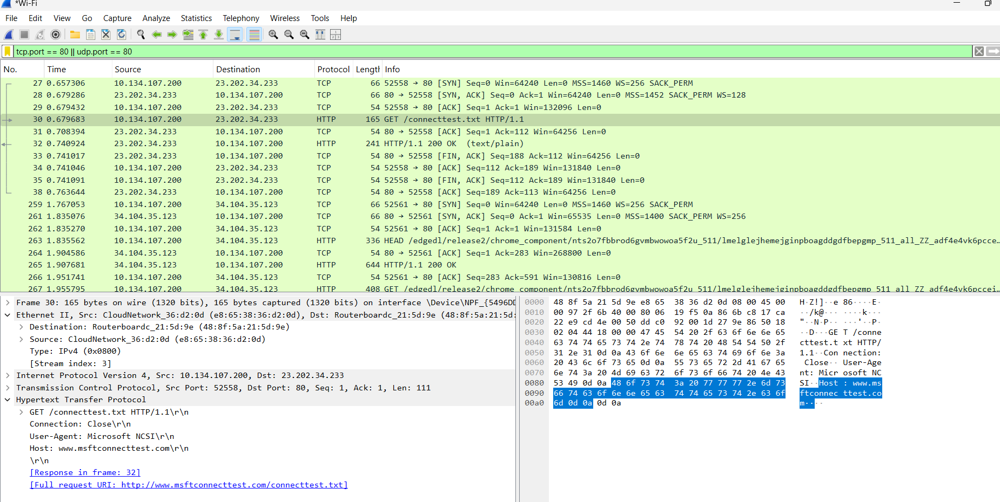 *Wi-Fi
File Edit View Go Capture Analyze Statistics Telephony Wireless Tools Help
tcp.port == 80 || udp.port == 80
No. Time Source Destination Protocol Length Info
27 0.657306 10.134.107.200 23.202.34.233 TCP 66 52558 → 80 [SYN] Seq=0 Win=64240 Len=0 MSS=1460 WS=256 SACK_PERM
28 0.679286 23.202.34.233 10.134.107.200 TCP 66 80 → 52558 [SYN, ACK] Seq=0 Ack=1 Win=64240 Len=0 MSS=1452 SACK_PERM WS=128
29 0.679432 10.134.107.200 23.202.34.233 TCP 54 52558 → 80 [ACK] Seq=1 Ack=1 Win=132096 Len=0
30 0.679683 10.134.107.200 23.202.34.233 HTTP 165 GET /connecttest.txt HTTP/1.1
31 0.708394 23.202.34.233 10.134.107.200 TCP 54 80 → 52558 [ACK] Seq=1 Ack=112 Win=64256 Len=0
32 0.740924 23.202.34.233 10.134.107.200 HTTP 241 HTTP/1.1 200 OK  (text/plain)
33 0.741017 23.202.34.233 10.134.107.200 TCP 54 80 → 52558 [FIN, ACK] Seq=188 Ack=112 Win=64256 Len=0
34 0.741046 10.134.107.200 23.202.34.233 TCP 54 52558 → 80 [ACK] Seq=112 Ack=189 Win=131840 Len=0
35 0.741091 10.134.107.200 23.202.34.233 TCP 54 52558 → 80 [FIN, ACK] Seq=112 Ack=189 Win=131840 Len=0
38 0.763644 23.202.34.233 10.134.107.200 TCP 54 80 → 52558 [ACK] Seq=189 Ack=113 Win=64256 Len=0
259 1.767053 10.134.107.200 34.104.35.123 TCP 66 52561 → 80 [SYN] Seq=0 Win=64240 Len=0 MSS=1460 WS=256 SACK_PERM
261 1.835076 34.104.35.123 10.134.107.200 TCP 66 80 → 52561 [SYN, ACK] Seq=0 Ack=1 Win=65535 Len=0 MSS=1400 SACK_PERM WS=256
262 1.835270 10.134.107.200 34.104.35.123 TCP 54 52561 → 80 [ACK] Seq=1 Ack=1 Win=131584 Len=0
263 1.835562 10.134.107.200 34.104.35.123 HTTP 336 HEAD /edgedl/release2/chrome_component/nts2o7fbbrod6gvmbwowoa5f2u_511/lmelglejhemejginpboagddgdfbepgmp_511_all_ZZ_adf4e4vk6pcce…
264 1.904586 34.104.35.123 10.134.107.200 TCP 54 80 → 52561 [ACK] Seq=1 Ack=283 Win=268800 Len=0
265 1.907681 34.104.35.123 10.134.107.200 HTTP 644 HTTP/1.1 200 OK
266 1.951741 10.134.107.200 34.104.35.123 TCP 54 52561 → 80 [ACK] Seq=283 Ack=591 Win=130816 Len=0
267 1.955795 10.134.107.200 34.104.35.123 HTTP 408 GET /edgedl/release2/chrome_component/nts2o7fbbrod6gvmbwowoa5f2u_511/lmelglejhemejginpboagddgdfbepgmp_511_all_ZZ_adf4e4vk6pccei…
Frame 30: 165 bytes on wire (1320 bits), 165 bytes captured (1320 bits) on interface \Device\NPF_{5496DD
Ethernet II, Src: CloudNetwork_36:d2:0d (e8:65:38:36:d2:0d), Dst: Routerboardc_21:5d:9e (48:8f:5a:21:5d:
Destination: Routerboardc_21:5d:9e (48:8f:5a:21:5d:9e)
Source: CloudNetwork_36:d2:0d (e8:65:38:36:d2:0d)
Type: IPv4 (0x0800)
[Stream index: 3]
Internet Protocol Version 4, Src: 10.134.107.200, Dst: 23.202.34.233
Transmission Control Protocol, Src Port: 52558, Dst Port: 80, Seq: 1, Ack: 1, Len: 111
Hypertext Transfer Protocol
GET /connecttest.txt HTTP/1.1\r\n
Connection: Close\r\n
User-Agent: Microsoft NCSI\r\n
Host: www.msftconnecttest.com\r\n
\r\n
[Response in frame: 32]
[Full request URI: http://www.msftconnecttest.com/connecttest.txt]
0000 48 8f 5a 21 5d 9e e8 65 38 36 d2 0d 08 00 45 00 H·Z!]··e 86····E·
0010 00 97 2f 6b 40 00 80 06 19 f5 0a 86 6b c8 17 ca ··/k@··· ····k···
0020 22 e9 cd 4e 00 50 dd c0 92 00 1d 27 9e 86 50 18 "··N·P·· ···'··P·
0030 02 04 44 18 00 00 47 45 54 20 2f 63 6f 6e 6e 65 ··D···GE T /conne
0040 63 74 74 65 73 74 2e 74 78 74 20 48 54 54 50 2f cttest.t xt HTTP/
0050 31 2e 31 0d 0a 43 6f 6e 6e 65 63 74 69 6f 6e 3a 1.1··Con nection:
0060 20 43 6c 6f 73 65 0d 0a 55 73 65 72 2d 41 67 65 Close·· User-Age
0070 6e 74 3a 20 4d 69 63 72 6f 73 6f 66 74 20 4e 43 nt: Micr osoft NC
0080 53 49 0d 0a 48 6f 73 74 3a 20 77 77 77 2e 6d 73 SI··Host : www.ms
0090 66 74 63 6f 6e 6e 65 63 74 74 65 73 74 2e 63 6f ftconnec ttest.co
00a0 6d 0d 0a 0d 0a m····